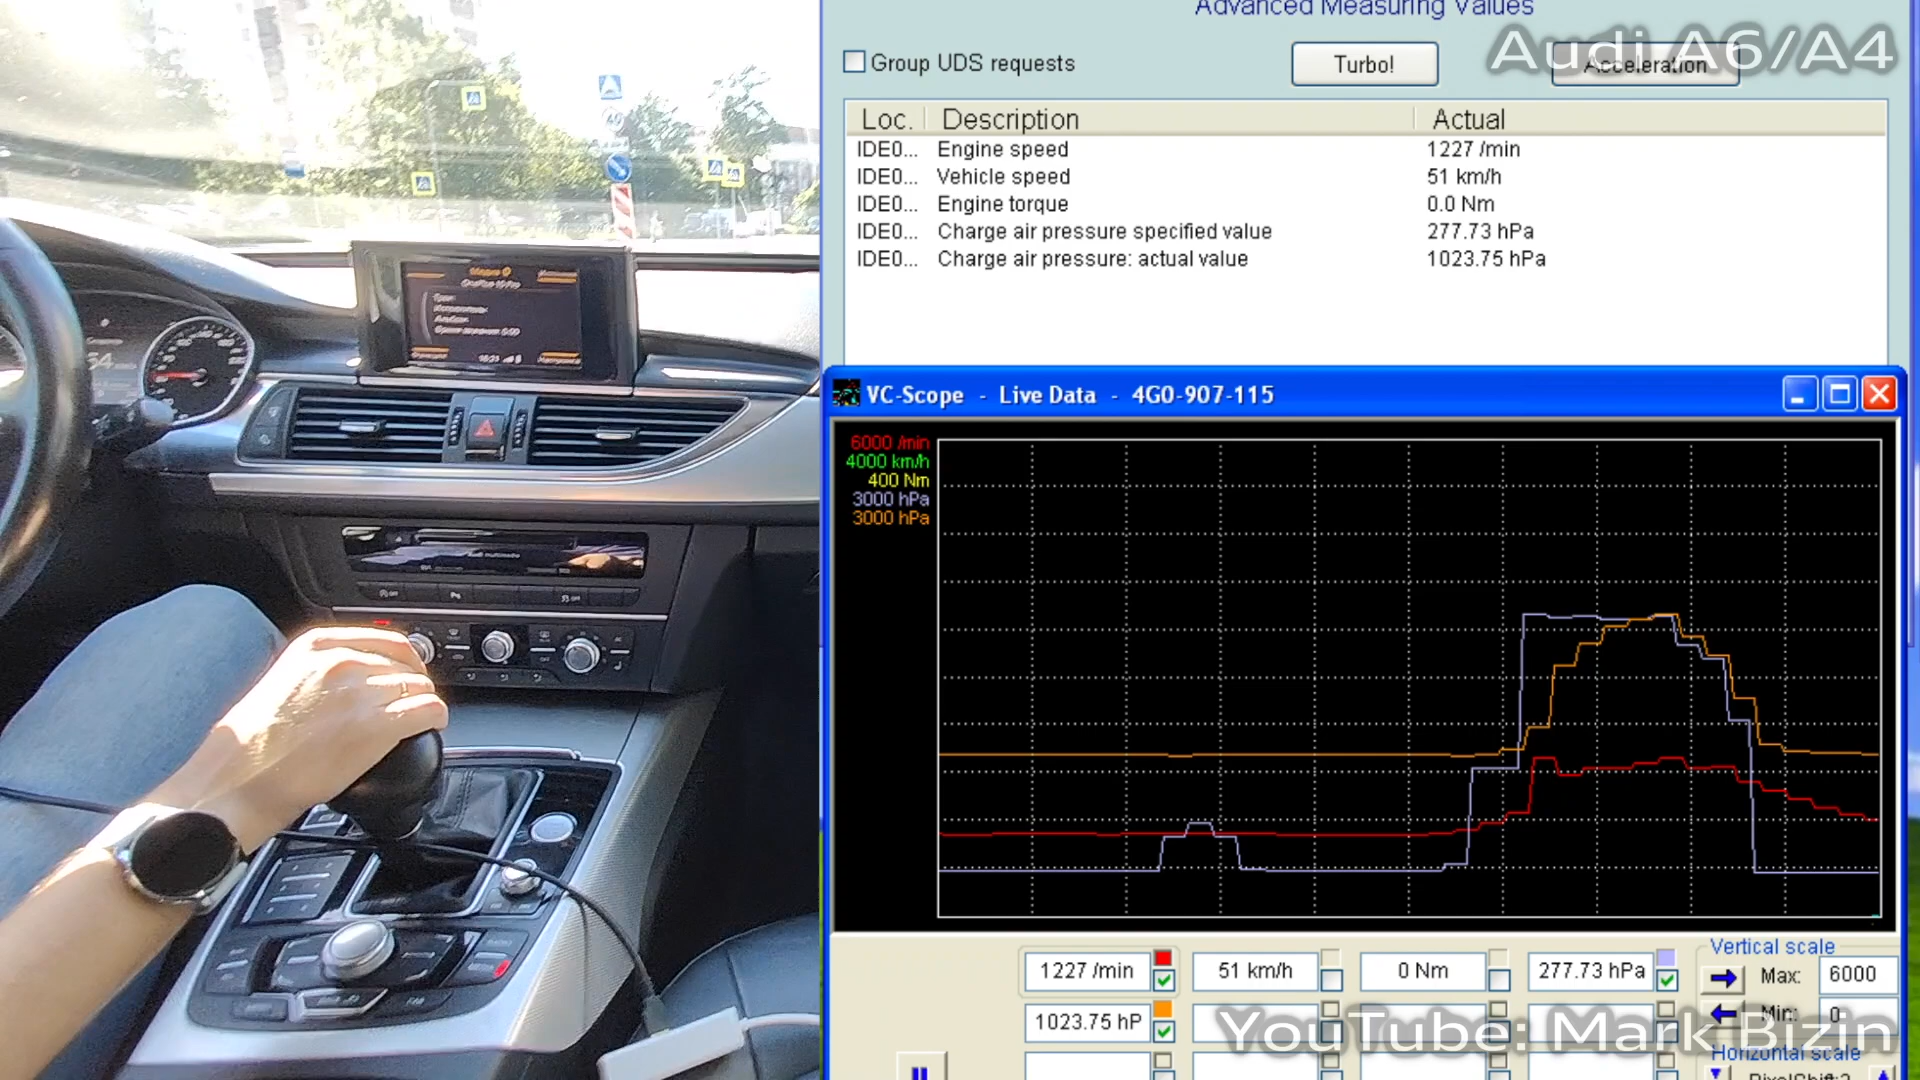 Advanced Measuring Values
Audi A6/A4
Group UDS requests
Turbo!
Acceleration
Loc. Description Actual
IDE0... Engine speed 1227 /min
IDE0... Vehicle speed 51 km/h
IDE0... Engine torque 0.0 Nm
IDE0... Charge air pressure specified value 277.73 hPa
IDE0... Charge air pressure: actual value 1023.75 hPa
VC-Scope - Live Data - 4G0-907-115
6000 /min
4000 km/h
400 Nm
3000 hPa
3000 hPa
Vertical scale
1227 /min 51 km/h 0 Nm 277.73 hPa Max: 6000
1023.75 hP Min: 0
YouTube: Mark Bizin
Horizontal scale
PixelShift:2